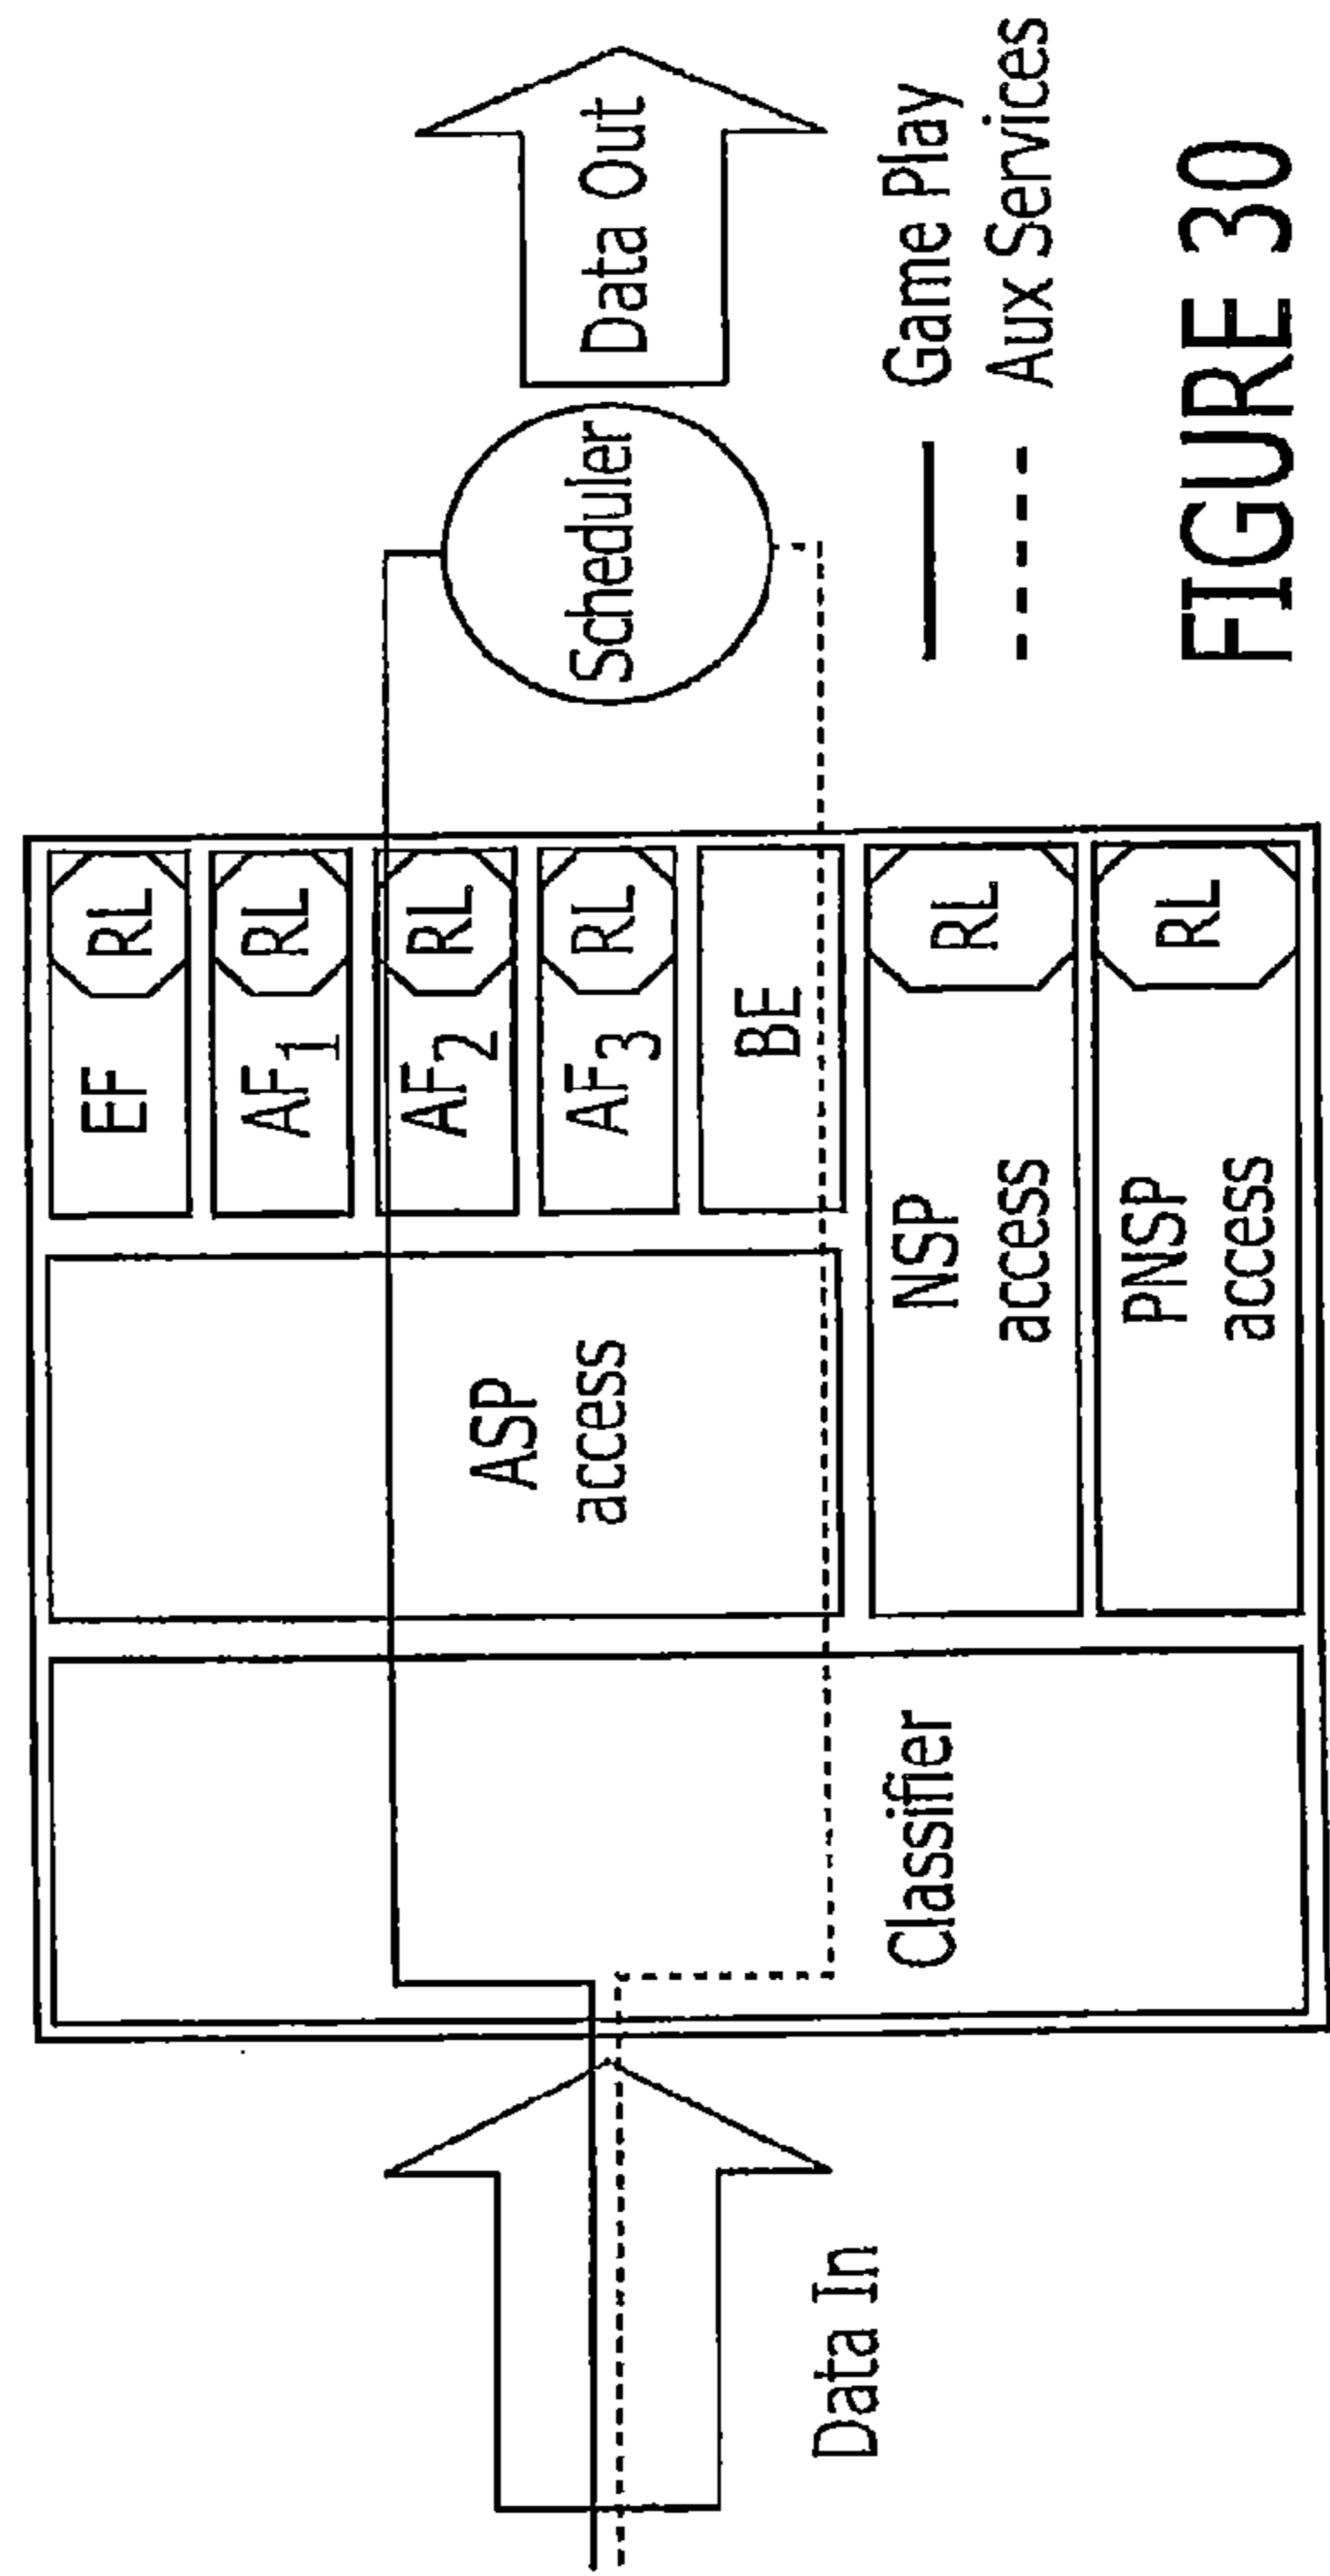 Data In
Classifier
ASP
access
EF RL
AF1 RL
AF2 RL
AF3 RL
BE
NSP
access
RL
PNSP
access
RL
Scheduler
Data Out
Game Play
Aux Services
FIGURE 30